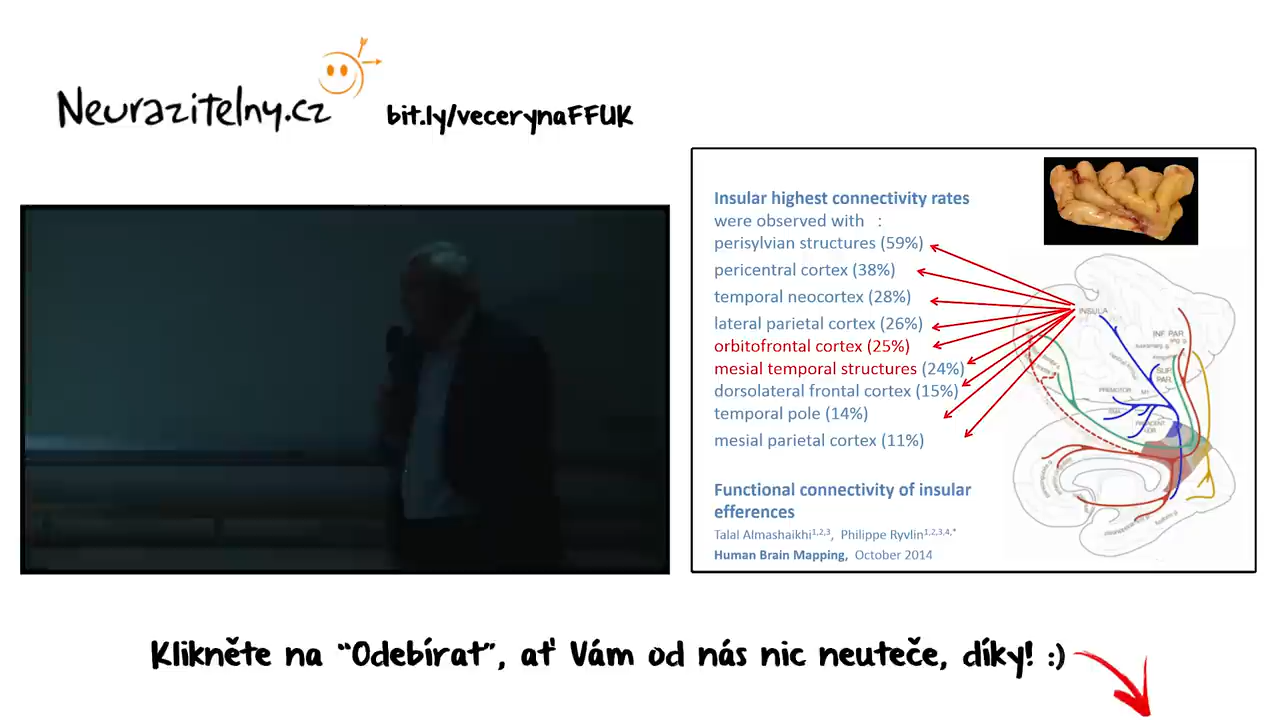 Neurazitelny.cz
bit.ly/vecerynaFFUK
Insular highest connectivity rates
were observed with :
perisylvian structures (59%)
pericentral cortex (38%)
temporal neocortex (28%)
lateral parietal cortex (26%)
orbitofrontal cortex (25%)
mesial temporal structures (24%)
dorsolateral frontal cortex (15%)
temporal pole (14%)
mesial parietal cortex (11%)
Functional connectivity of insular
efferences
Talal Almashaikhi1,2,3, Philippe Ryvlin1,2,3,4,*
Human Brain Mapping, October 2014
INSULA
INF PAR
SUP
PAR.
PREMOTOR
M1
SMA
Klikněte na "Odebírat", ať Vám od nás nic neuteče, díky! :)